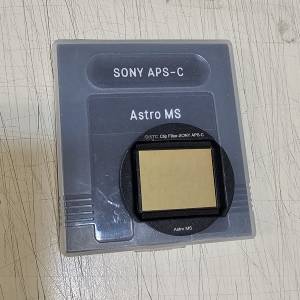 SONY APS-C
Astro MS
STC Clip Filter-SONY APS-C
Astro MS